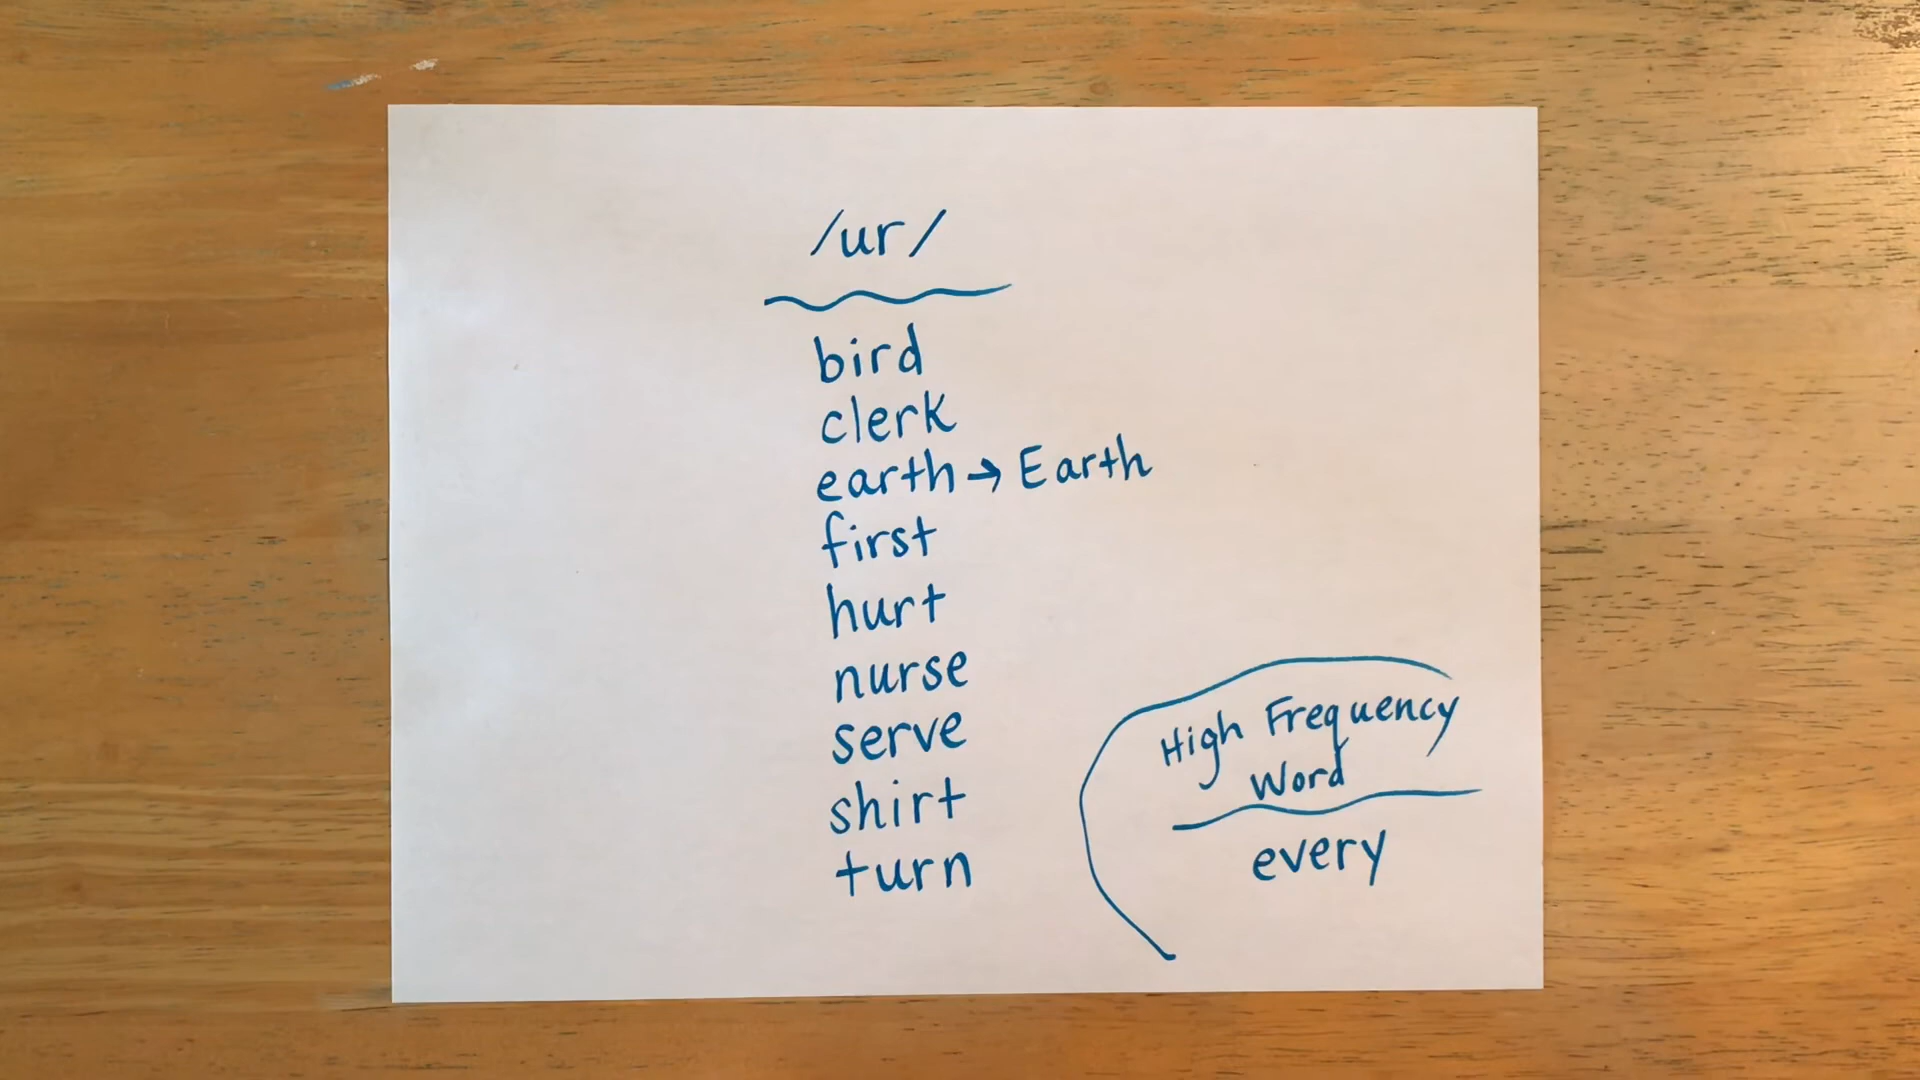 /ur/
bird
clerk
earth → Earth
first
hurt
nurse
serve
shirt
turn
High Frequency
Word
every